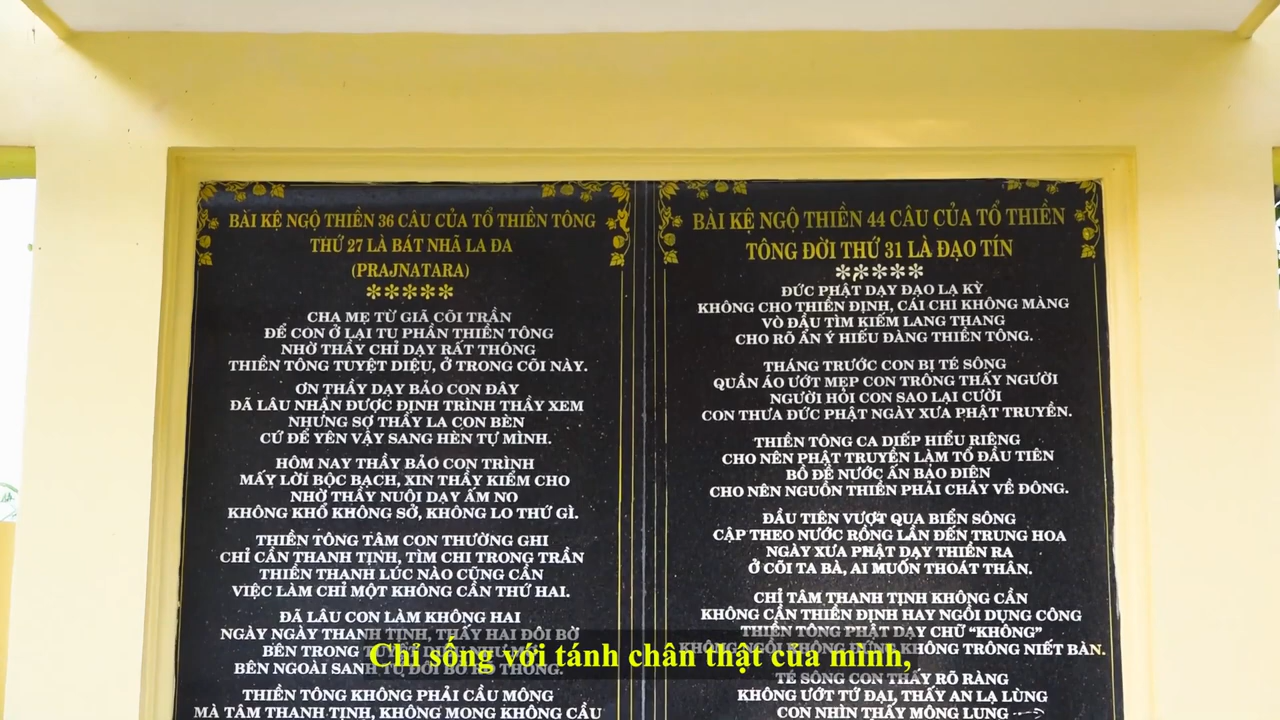 BÀI KỆ NGỘ THIỀN 36 CÂU CỦA TỔ THIỀN TÔNG
THỨ 27 LÀ BÁT NHÃ LA ĐA
(PRAJNATARA)
CHA MẸ TỪ GIÃ CÕI TRẦN
ĐỂ CON Ở LẠI TU PHẦN THIỀN TÔNG
NHỜ THẦY CHỈ DẠY RẤT THÔNG
THIỀN TÔNG TUYỆT DIỆU, Ở TRONG CÕI NÀY.
ƠN THẦY DẠY BẢO CON ĐÂY
ĐÃ LÂU NHẬN ĐƯỢC ĐỊNH TRÌNH THẦY XEM
NHƯNG SỢ THẦY LA CON BÈN
CỨ ĐỂ YÊN VẬY SANG HÈN TỰ MÌNH.
HÔM NAY THẦY BẢO CON TRÌNH
MẤY LỜI BỘC BẠCH, XIN THẦY KIỂM CHO
NHỜ THẦY NUÔI DẠY ẤM NO
KHÔNG KHỔ KHÔNG SỞ, KHÔNG LO THỨ GÌ.
THIỀN TÔNG TÂM CON THƯỜNG GHI
CHỈ CẦN THANH TỊNH, TÌM CHI TRONG TRẦN
THIỀN THANH LÚC NÀO CŨNG CẦN
VIỆC LÀM CHỈ MỘT KHÔNG CẦN THỨ HAI.
ĐÃ LÂU CON LÀM KHÔNG HAI
NGÀY NGÀY THANH TỊNH, THẤY HAI ĐÔI BỜ
BÊN TRONG
BÊN NGOÀI SANH TỬ ĐÔI BỜ RÕ THÔNG.
THIỀN TÔNG KHÔNG PHẢI CẦU MÔNG
MÀ TÂM THANH TỊNH, KHÔNG MONG KHÔNG CẦU
BÀI KỆ NGỘ THIỀN 44 CÂU CỦA TỔ THIỀN
TÔNG ĐỜI THỨ 31 LÀ ĐẠO TÍN
ĐỨC PHẬT DẠY ĐẠO LẠ KỲ
KHÔNG CHO THIỀN ĐỊNH, CÁI CHI KHÔNG MÀNG
VÒ ĐẦU TÌM KIẾM LANG THANG
CHO RÕ ẨN Ý HIẾU ĐÀNG THIỀN TÔNG.
THÁNG TRƯỚC CON BỊ TÉ SÔNG
QUẦN ÁO ƯỚT MẸP CON TRÔNG THẤY NGƯỜI
NGƯỜI HỎI CON SAO LẠI CƯỜI
CON THƯA ĐỨC PHẬT NGÀY XƯA PHẬT TRUYỀN.
THIỀN TÔNG CA DIẾP HIỂU RIÊNG
CHO NÊN PHẬT TRUYỀN LÀM TỔ ĐẦU TIÊN
BỒ ĐỀ NƯỚC ẤN BẢO ĐIỆN
CHO NÊN NGUỒN THIỀN PHẢI CHẢY VỀ ĐÔNG.
ĐẦU TIÊN VƯỢT QUA BIỂN SÔNG
CẬP THEO NƯỚC RỒNG LẦN ĐẾN TRUNG HOA
NGÀY XƯA PHẬT DẠY THIỀN RA
Ở CÕI TA BÀ, AI MUỐN THOÁT THÂN.
CHỈ TÂM THANH TỊNH KHÔNG CẦN
KHÔNG CẦN THIỀN ĐỊNH HAY NGỒI DỤNG CÔNG
THIỀN TÔNG PHẬT DẠY CHỮ “KHÔNG”
KHÔNG NGỒI KHÔNG ĐỨNG KHÔNG TRÔNG NIẾT BÀN.
TÉ SÔNG CON THẤY RÕ RÀNG
KHÔNG ƯỚT TỨ ĐẠI, THẤY AN LẠ LÙNG
CON NHÌN THẤY MÔNG LUNG
Chỉ sống với tánh chân thật của mình,